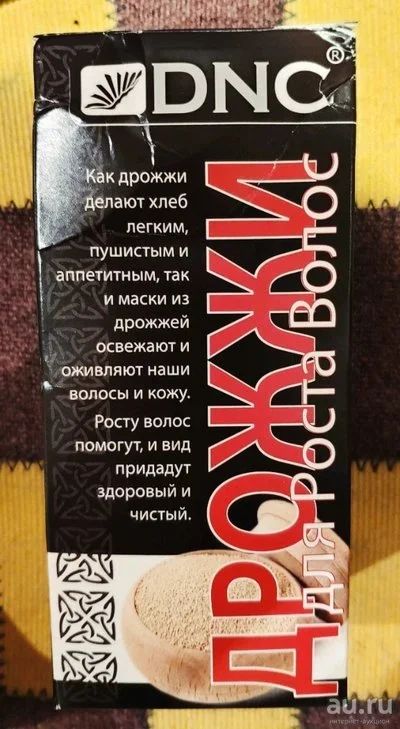 DNC®
Как дрожжи
делают хлеб
легким,
пушистым и
аппетитным, так
и маски из
дрожжей
освежают и
оживляют наши
волосы и кожу.
Росту волос
помогут, и вид
придадут
здоровый и
чистый.
ДРОЖЖИ
для Роста Волос
au.ru
интернет-аукцион